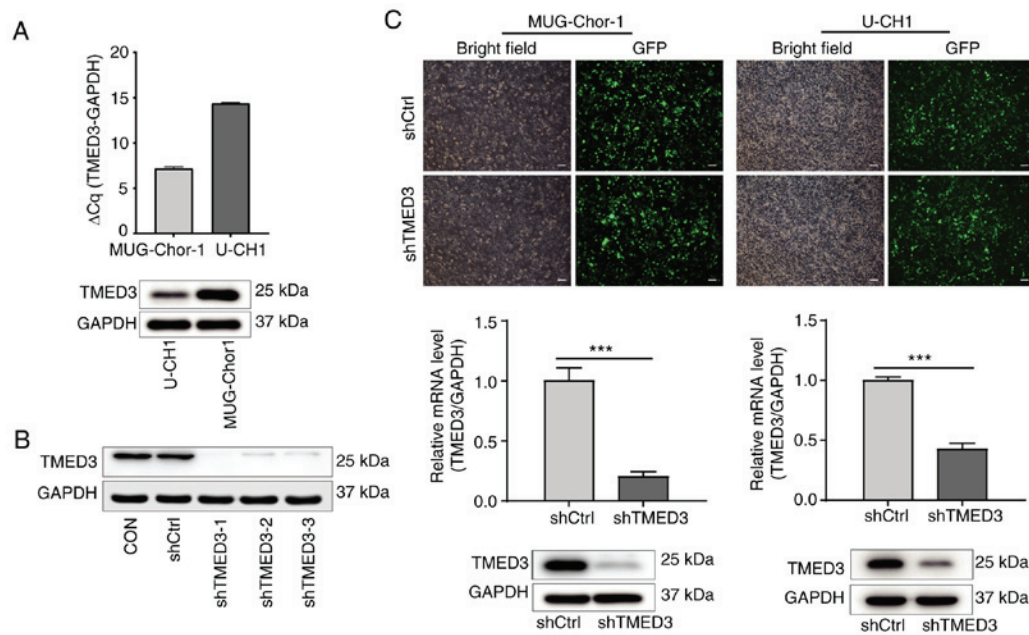 A
20
15
10
5
0
ΔCq (TMED3-GAPDH)
MUG-Chor-1 U-CH1
TMED3 25 kDa
GAPDH 37 kDa
U-CH1
MUG-Chor1
B
TMED3 25 kDa
GAPDH 37 kDa
CON
shCtrl
shTMED3-1
shTMED3-2
shTMED3-3
C
MUG-Chor-1 U-CH1
Bright field GFP Bright field GFP
shCtrl
shTMED3
1.5
1.0
0.5
0.0
Relative mRNA level
(TMED3/GAPDH)
***
shCtrl shTMED3
TMED3 25 kDa
GAPDH 37 kDa
shCtrl shTMED3
1.5
1.0
0.5
0.0
Relative mRNA level
(TMED3/GAPDH)
***
shCtrl shTMED3
TMED3 25 kDa
GAPDH 37 kDa
shCtrl shTMED3